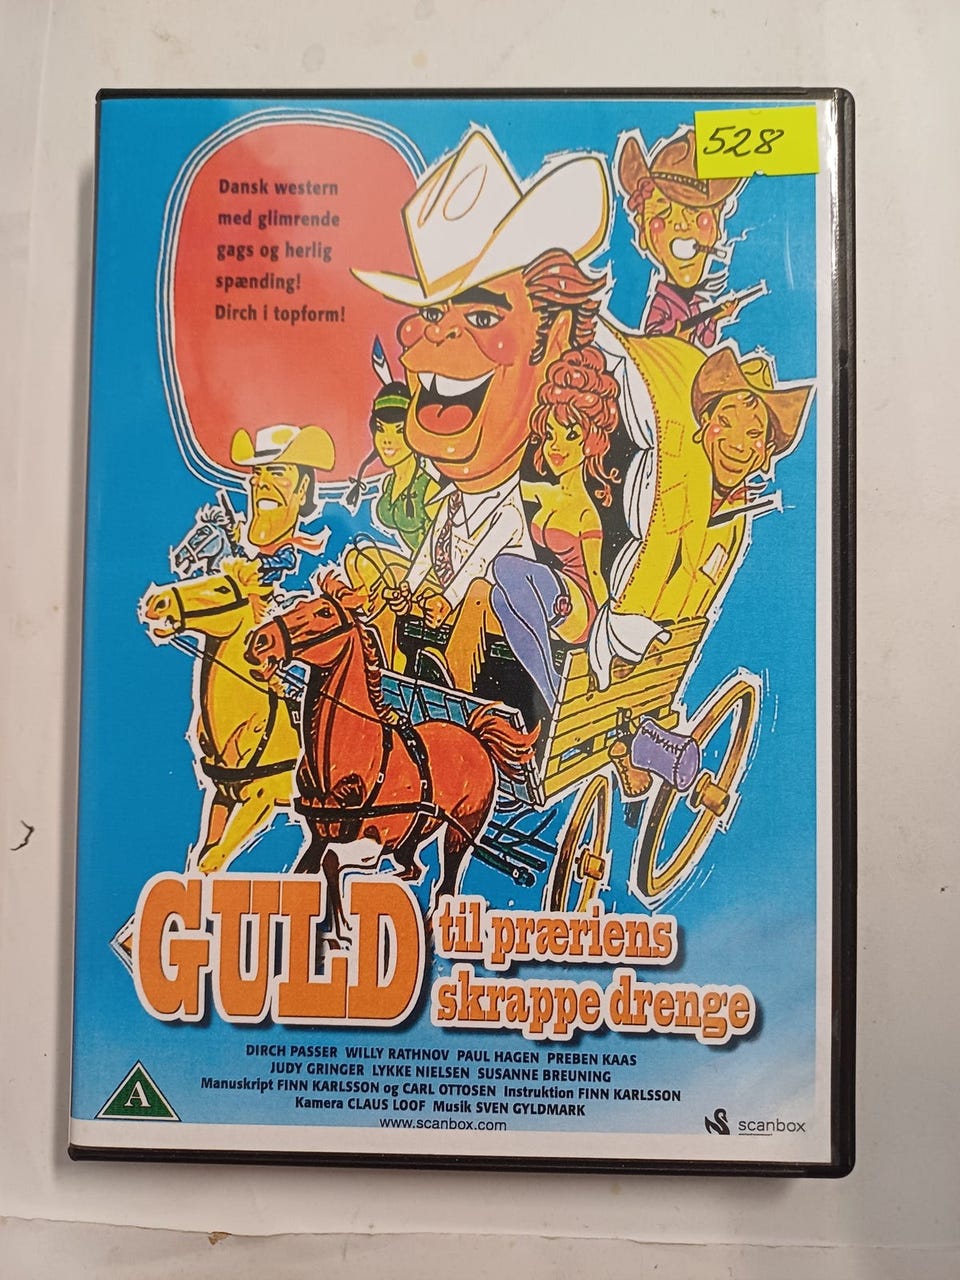 528
Dansk western
med glimrende
gags og herlig
spænding!
Dirch i topform!
GULD til præriens
skrappe drenge
DIRCH PASSER WILLY RATHNOV PAUL HAGEN PREBEN KAAS
JUDY GRINGER LYKKE NIELSEN SUSANNE BREUNING
Manuskript FINN KARLSSON og CARL OTTOSEN Instruktion FINN KARLSSON
Kamera CLAUS LOOF Musik SVEN GYLDMARK
www.scanbox.com
A
scanbox